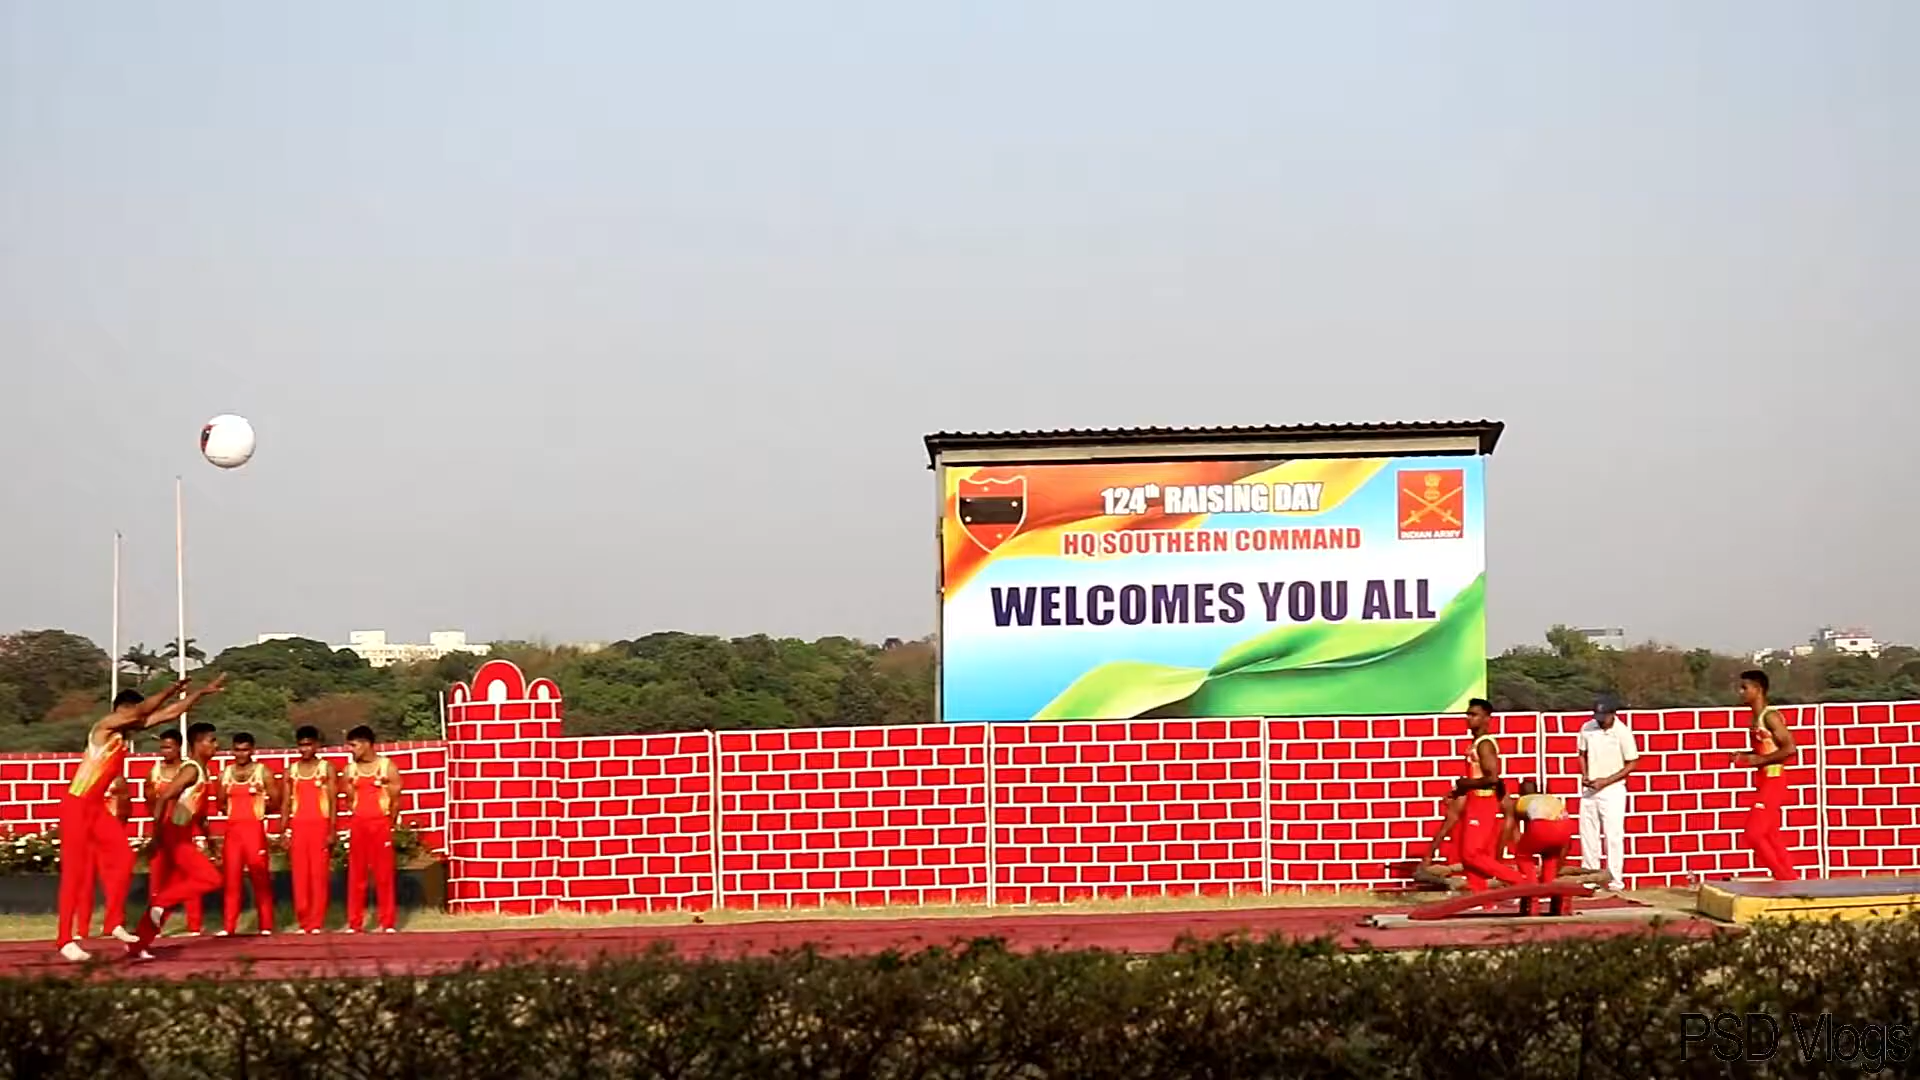 124th RAISING DAY
HQ SOUTHERN COMMAND
INDIAN ARMY
WELCOMES YOU ALL
PSD Vlogs